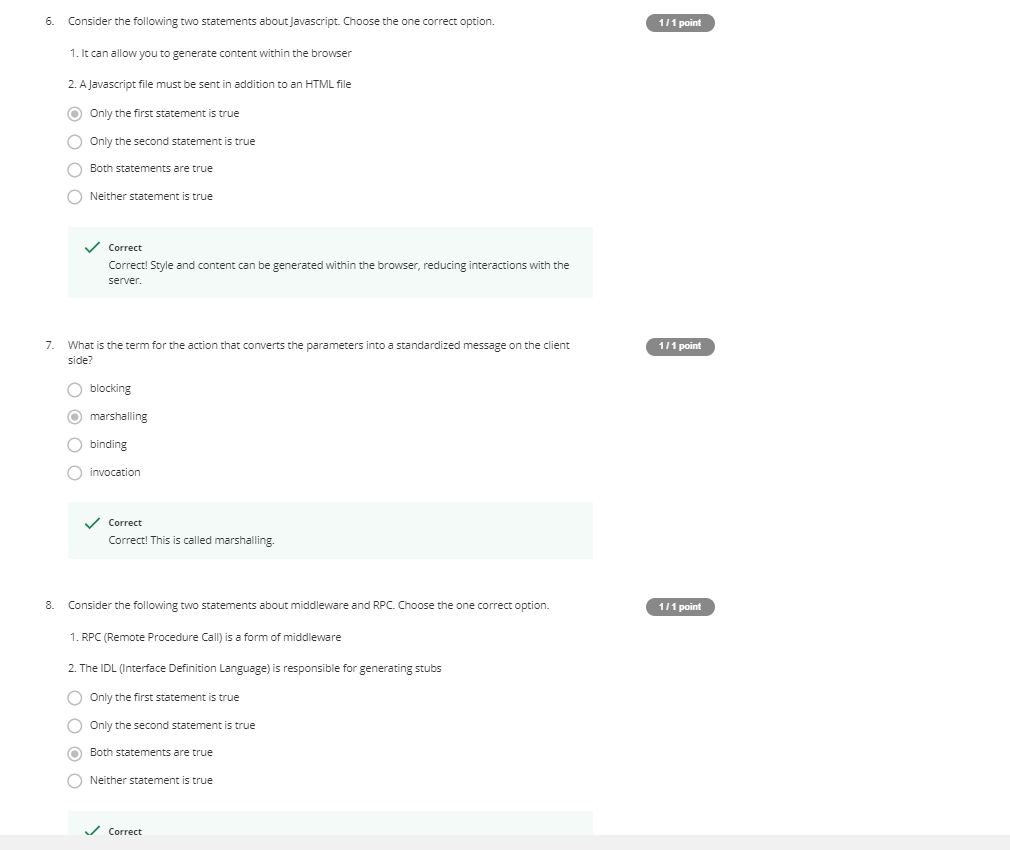 6. Consider the following two statements about Javascript. Choose the one correct option.
1 / 1 point
1. It can allow you to generate content within the browser
2. A Javascript file must be sent in addition to an HTML file
Only the first statement is true
Only the second statement is true
Both statements are true
Neither statement is true
Correct
Correct! Style and content can be generated within the browser, reducing interactions with the
server.
7. What is the term for the action that converts the parameters into a standardized message on the client
side?
1 / 1 point
blocking
marshalling
binding
invocation
Correct
Correct! This is called marshalling.
8. Consider the following two statements about middleware and RPC. Choose the one correct option.
1 / 1 point
1. RPC (Remote Procedure Call) is a form of middleware
2. The IDL (Interface Definition Language) is responsible for generating stubs
Only the first statement is true
Only the second statement is true
Both statements are true
Neither statement is true
Correct